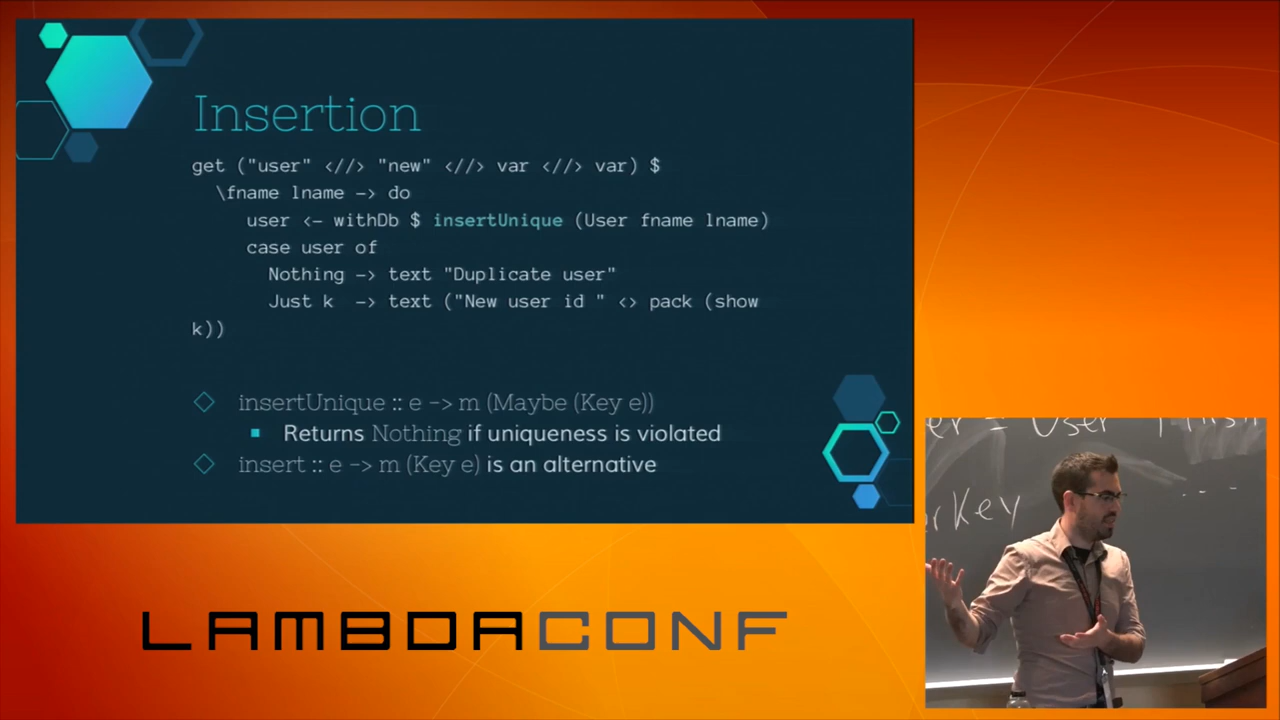 Insertion
get ("user" <//> "new" <//> var <//> var) $
\fname lname -> do
user <- withDb $ insertUnique (User fname lname)
case user of
Nothing -> text "Duplicate user"
Just k -> text ("New user id " <> pack (show
k))
insertUnique :: e -> m (Maybe (Key e))
Returns Nothing if uniqueness is violated
insert :: e -> m (Key e) is an alternative
LAMBDACONF
= User
Key